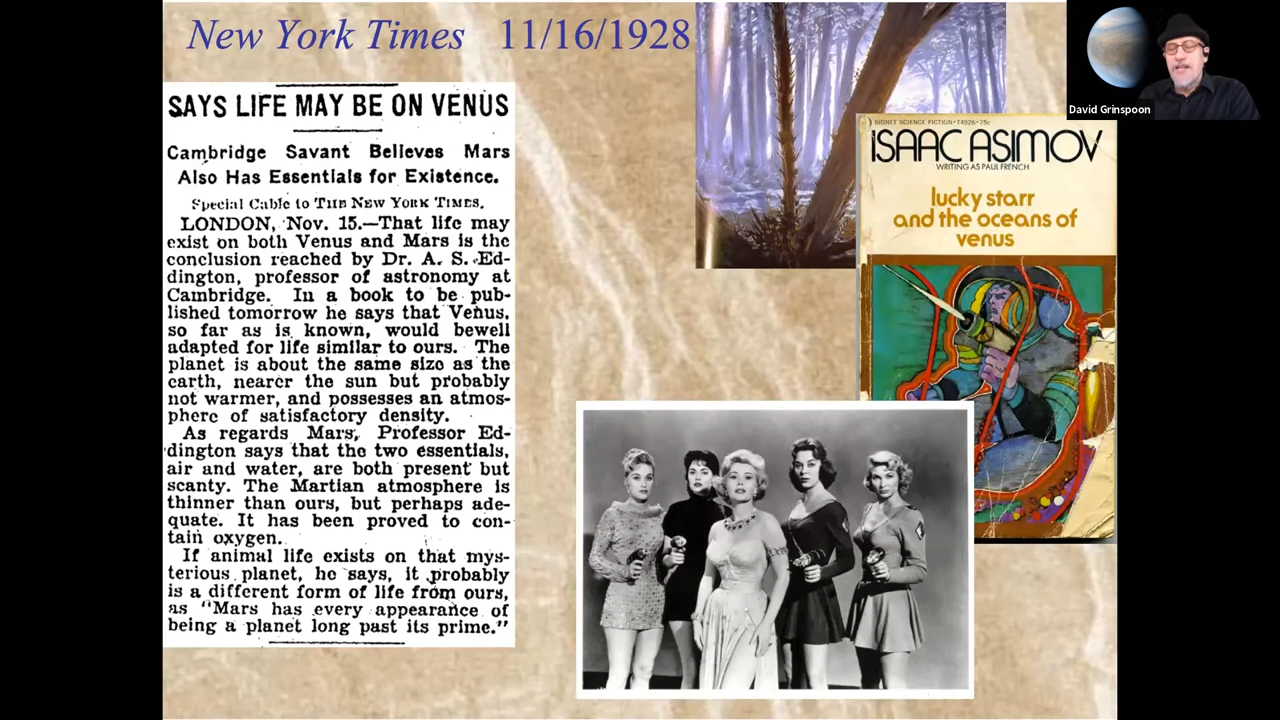 New York Times 11/16/1928
SAYS LIFE MAY BE ON VENUS
Cambridge Savant Believes Mars
Also Has Essentials for Existence.
Special Cable to THE NEW YORK TIMES.
LONDON, Nov. 15.—That life may
exist on both Venus and Mars is the
conclusion reached by Dr. A. S. Ed-
dington, professor of astronomy at
Cambridge. In a book to be pub-
lished tomorrow he says that Venus,
so far as is known, would bewell
adapted for life similar to ours. The
planet is about the same size as the
earth, nearer the sun but probably
not warmer, and possesses an atmos-
phere of satisfactory density.
As regards Mars, Professor Ed-
dington says that the two essentials,
air and water, are both present but
scanty. The Martian atmosphere is
thinner than ours, but perhaps ade-
quate. It has been proved to con-
tain oxygen.
If animal life exists on that mys-
terious planet, he says, it probably
is a different form of life from ours,
as "Mars has every appearance of
being a planet long past its prime."
SIGNET SCIENCE FICTION • T4926 • 75c
ISAAC ASIMOV
WRITING AS PAUL FRENCH
lucky starr
and the oceans of
venus
David Grinspoon